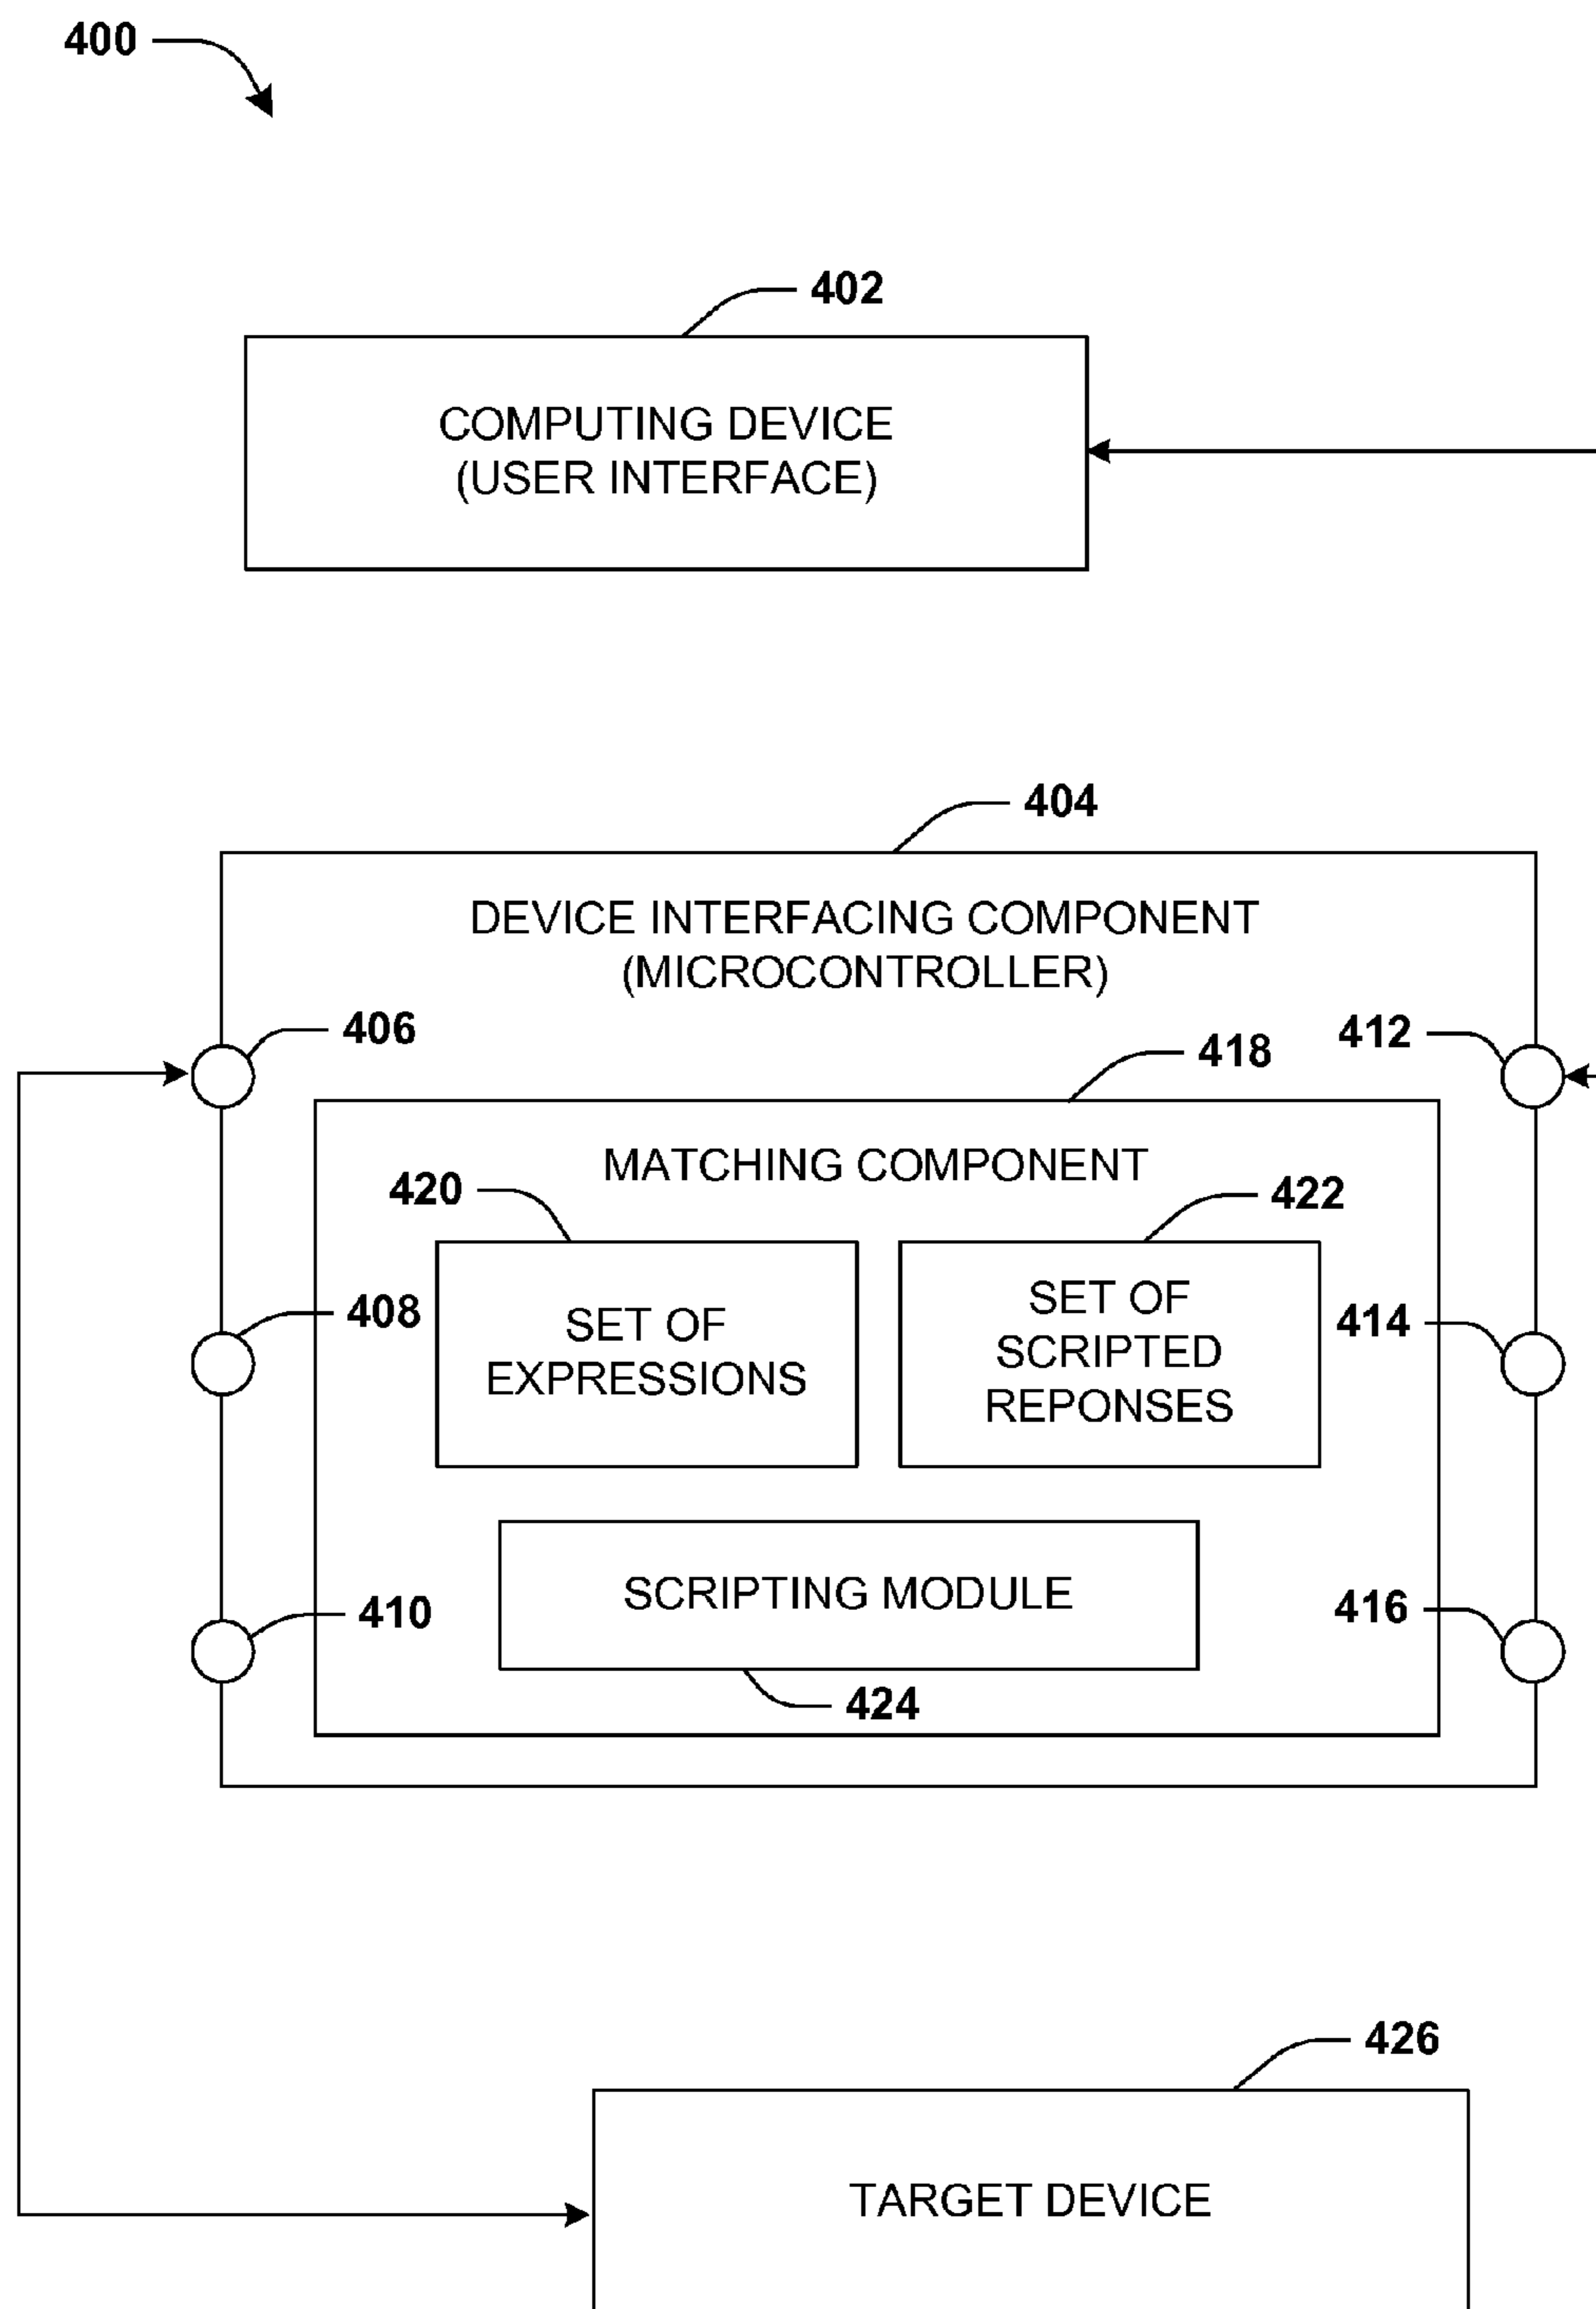 400
402
COMPUTING DEVICE
(USER INTERFACE)
404
DEVICE INTERFACING COMPONENT
(MICROCONTROLLER)
406
412
418
MATCHING COMPONENT
420
422
SET OF
EXPRESSIONS
SET OF
SCRIPTED
REPONSES
408
414
SCRIPTING MODULE
410
416
424
426
TARGET DEVICE